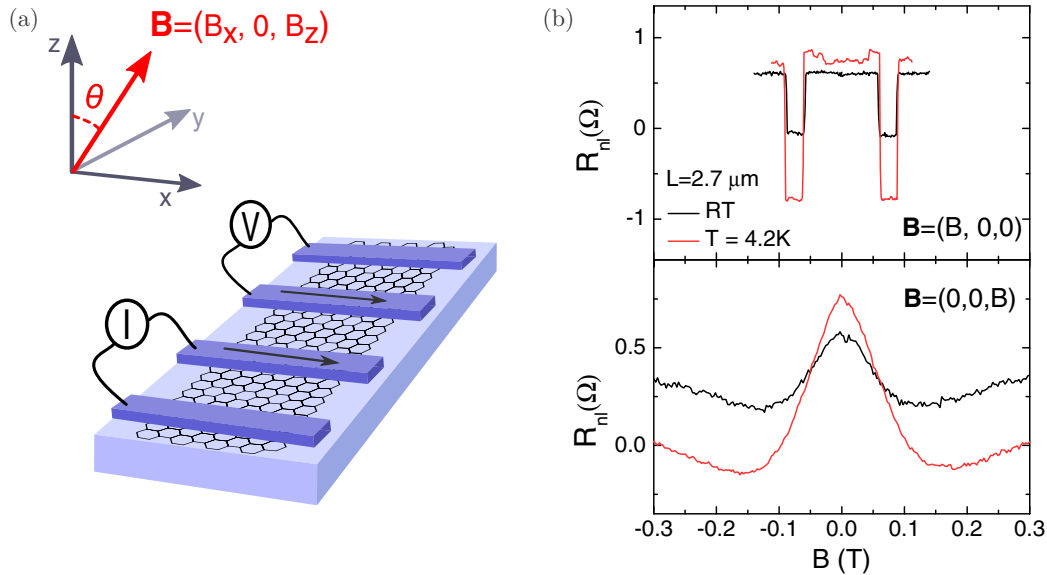 (a)
B=(Bx, 0, Bz)
z
θ
y
x
V
I
(b)
1
0
-1
Rnl(Ω)
L=2.7 μm
RT
T = 4.2K
B=(B, 0,0)
B=(0,0,B)
0.5
0.0
Rnl(Ω)
-0.3 -0.2 -0.1 0.0 0.1 0.2 0.3
B (T)